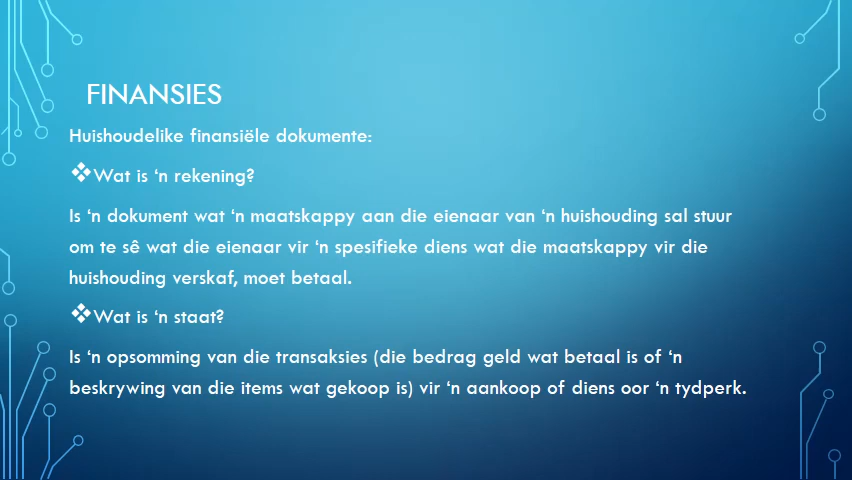 FINANSIES
Huishoudelike finansiële dokumente:
❖Wat is ‘n rekening?
Is ‘n dokument wat ‘n maatskappy aan die eienaar van ‘n huishouding sal stuur
om te sê wat die eienaar vir ‘n spesifieke diens wat die maatskappy vir die
huishouding verskaf, moet betaal.
❖Wat is ‘n staat?
Is ‘n opsomming van die transaksies (die bedrag geld wat betaal is of ‘n
beskrywing van die items wat gekoop is) vir ‘n aankoop of diens oor ‘n tydperk.